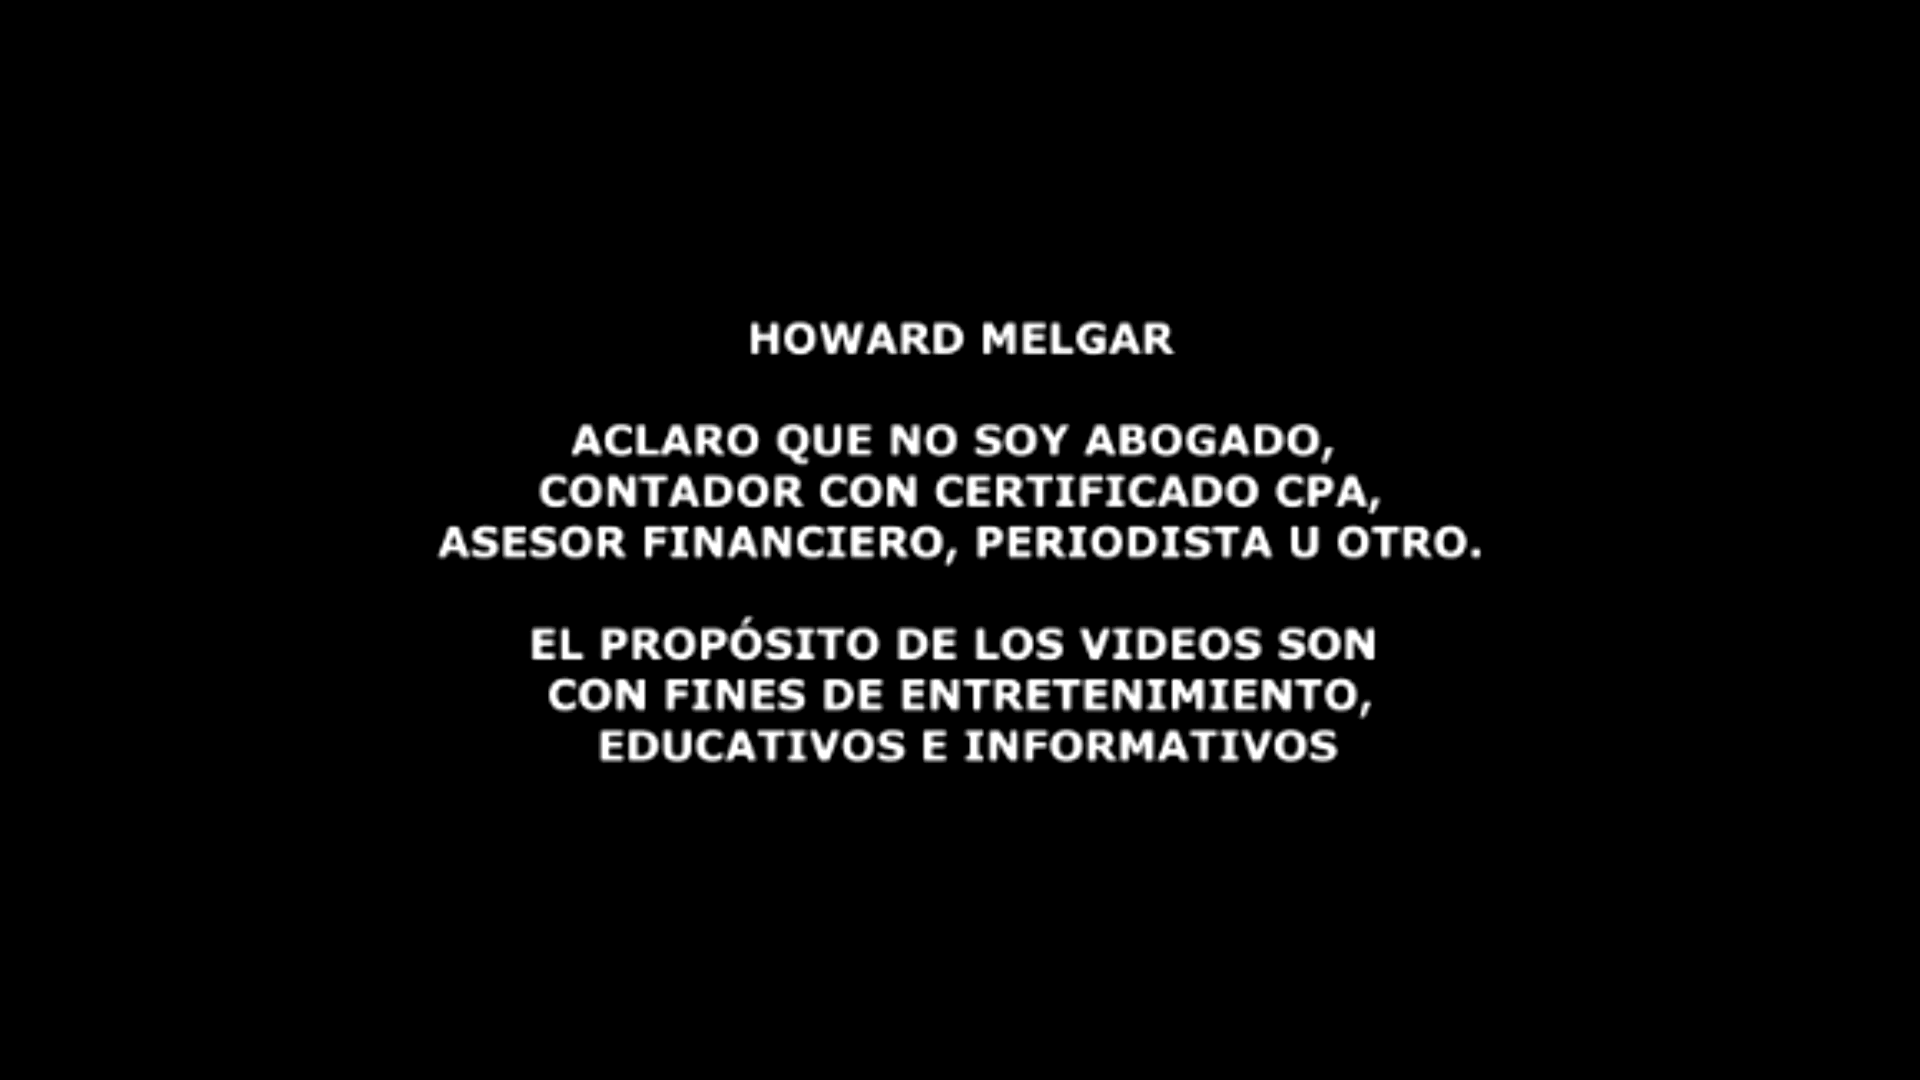 HOWARD MELGAR
ACLARO QUE NO SOY ABOGADO,
CONTADOR CON CERTIFICADO CPA,
ASESOR FINANCIERO, PERIODISTA U OTRO.
EL PROPÓSITO DE LOS VIDEOS SON
CON FINES DE ENTRETENIMIENTO,
EDUCATIVOS E INFORMATIVOS